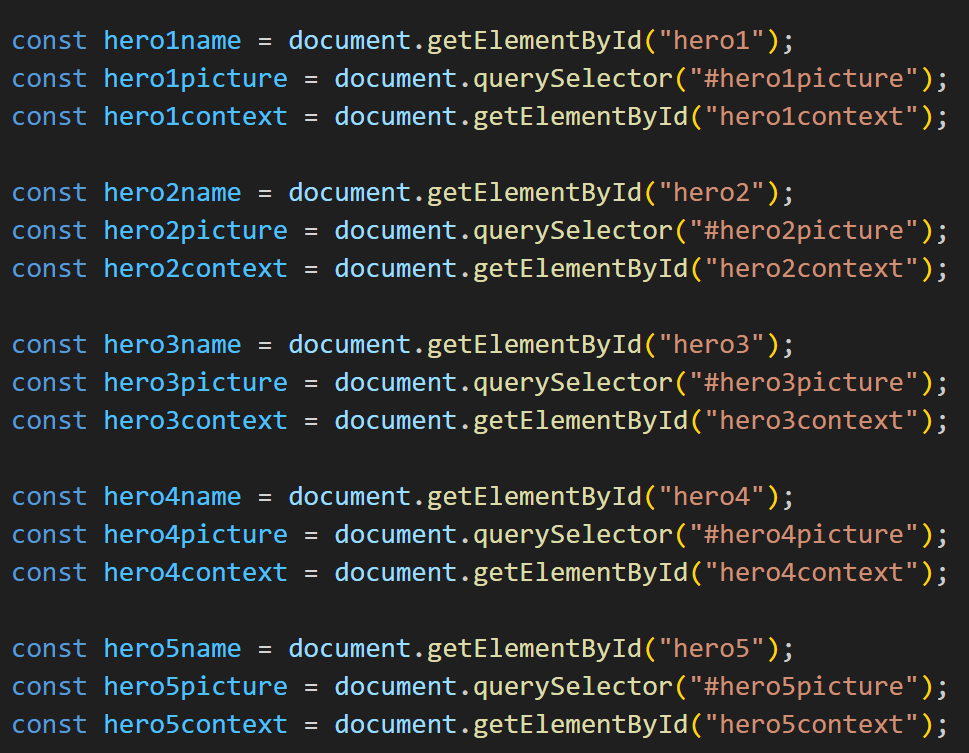 const hero1name = document.getElementById("hero1");
const hero1picture = document.querySelector("#hero1picture");
const hero1context = document.getElementById("hero1context");
const hero2name = document.getElementById("hero2");
const hero2picture = document.querySelector("#hero2picture");
const hero2context = document.getElementById("hero2context");
const hero3name = document.getElementById("hero3");
const hero3picture = document.querySelector("#hero3picture");
const hero3context = document.getElementById("hero3context");
const hero4name = document.getElementById("hero4");
const hero4picture = document.querySelector("#hero4picture");
const hero4context = document.getElementById("hero4context");
const hero5name = document.getElementById("hero5");
const hero5picture = document.querySelector("#hero5picture");
const hero5context = document.getElementById("hero5context");